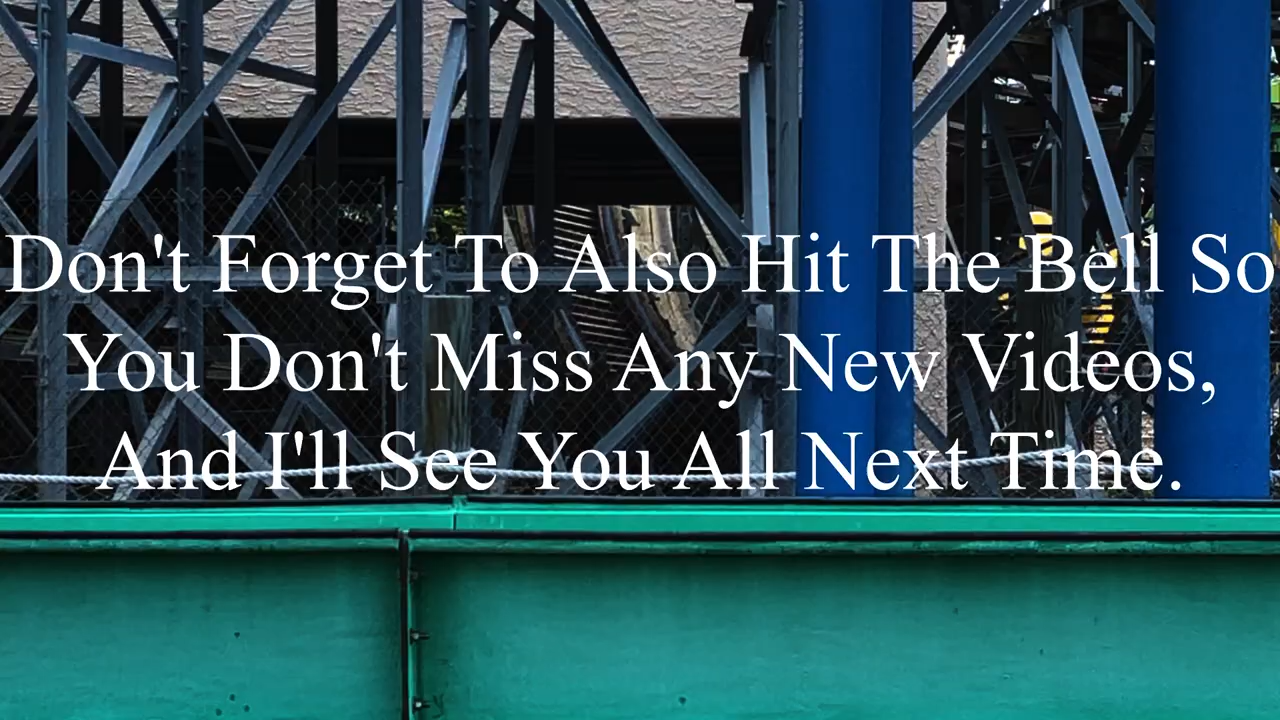 Don't Forget To Also Hit The Bell So
You Don't Miss Any New Videos,
And I'll See You All Next Time.